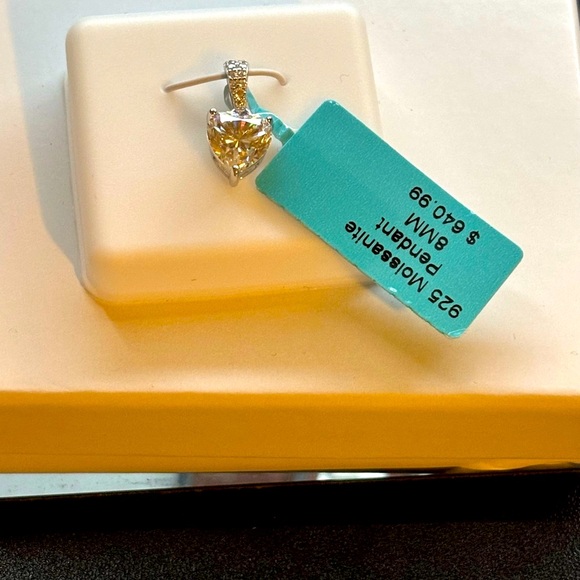 925 Moissanite
Pendant
8MM
$ 640.99